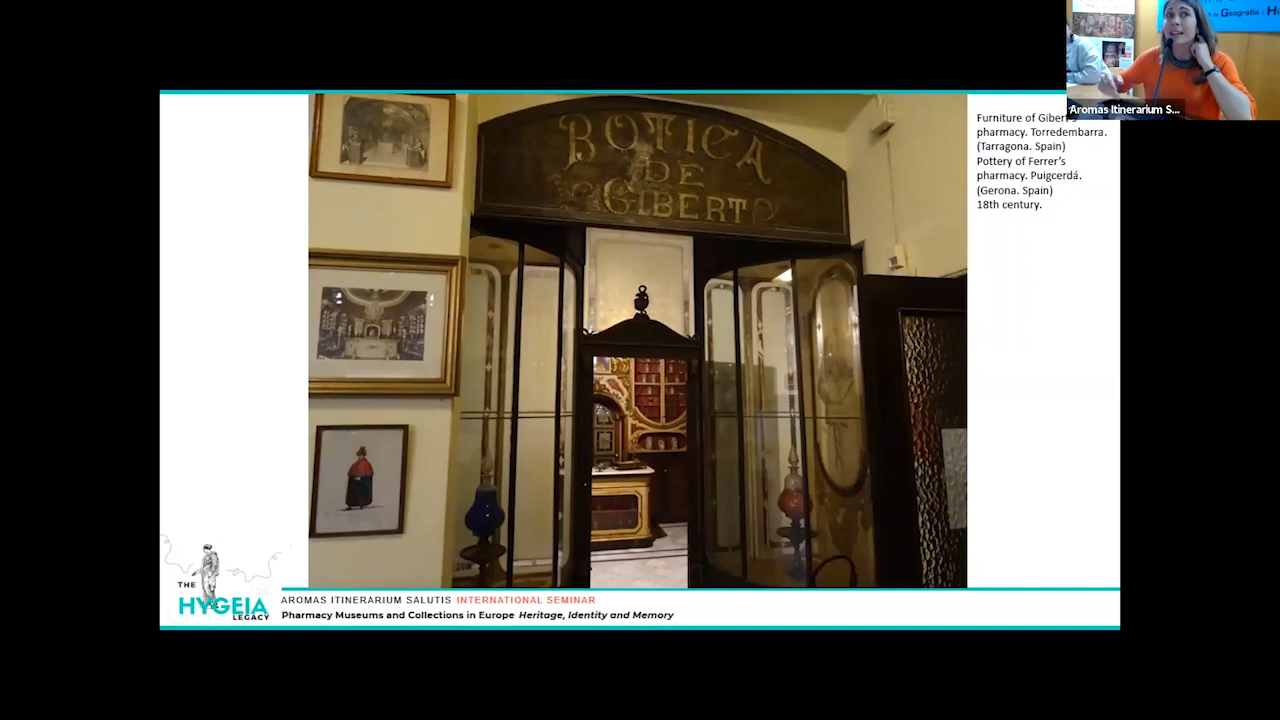 BOTICA
DE
GIBERT
Furniture of Gibert's
pharmacy. Torredembarra.
(Tarragona. Spain)
Pottery of Ferrer's
pharmacy. Puigcerdá.
(Gerona. Spain)
18th century.
Geografia i H
Aromas Itinerarium S...
THE
HYGEIA
LEGACY
AROMAS ITINERARIUM SALUTIS INTERNATIONAL SEMINAR
Pharmacy Museums and Collections in Europe Heritage, Identity and Memory